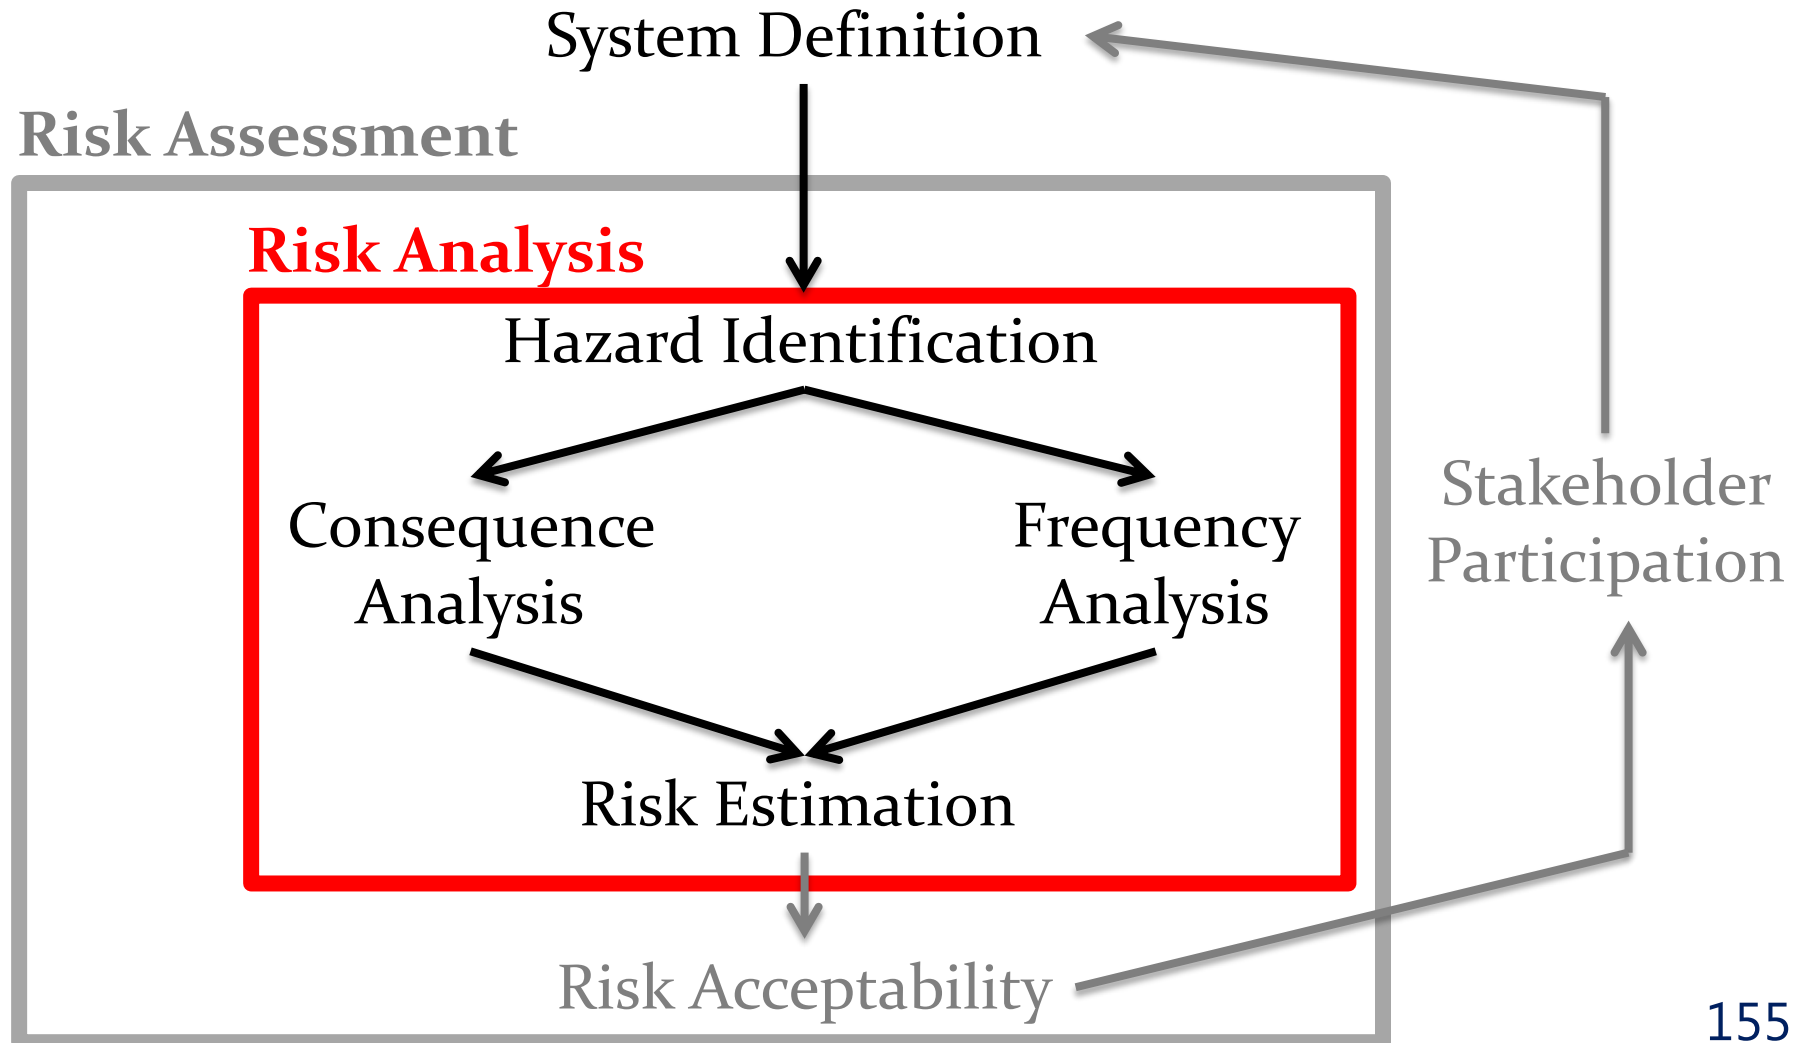 System Definition
Risk Assessment
Risk Analysis
Hazard Identification
Consequence
Analysis
Frequency
Analysis
Stakeholder
Participation
Risk Estimation
Risk Acceptability
155